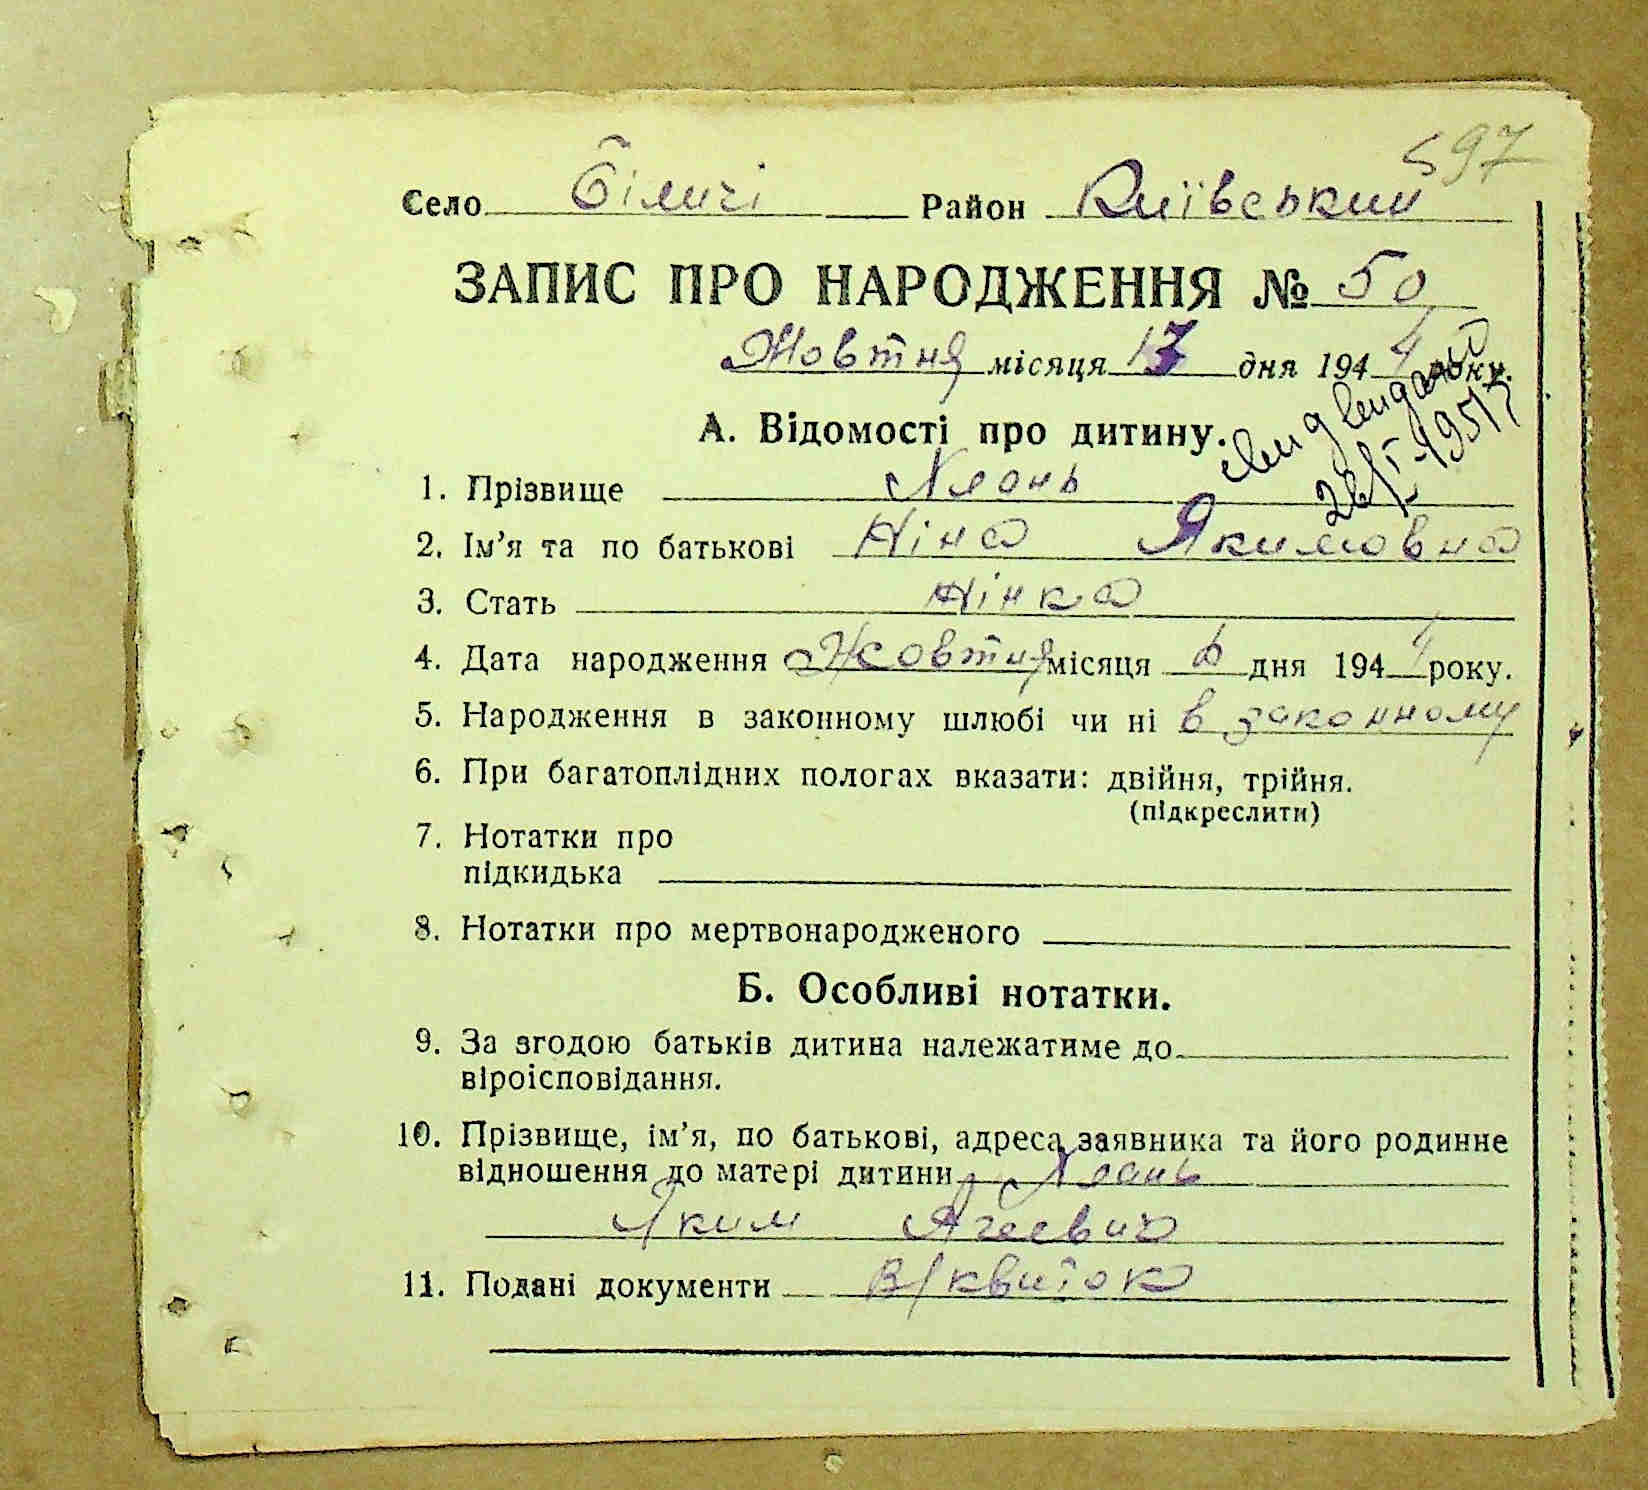 597
Село Біличі Район Київський
ЗАПИС ПРО НАРОДЖЕННЯ № 50
Жовтня місяця 17 дня 1944 року.
А. Відомості про дитину.
1. Прізвище
2. Ім'я та по батькові Ніна Якимовна
3. Стать жінка
4. Дата народження Жовтня місяця дня 1944 року.
5. Народження в законному шлюбі чи ні в законному
6. При багатоплідних пологах вказати: двійня, трійня.
(підкреслити)
7. Нотатки про
підкидька
8. Нотатки про мертвонародженого
Б. Особливі нотатки.
9. За згодою батьків дитина належатиме до
віроісповідання.
10. Прізвище, ім'я, по батькові, адреса заявника та його родинне
відношення до матері дитини
Яким Агеевич
11. Подані документи в/квиток